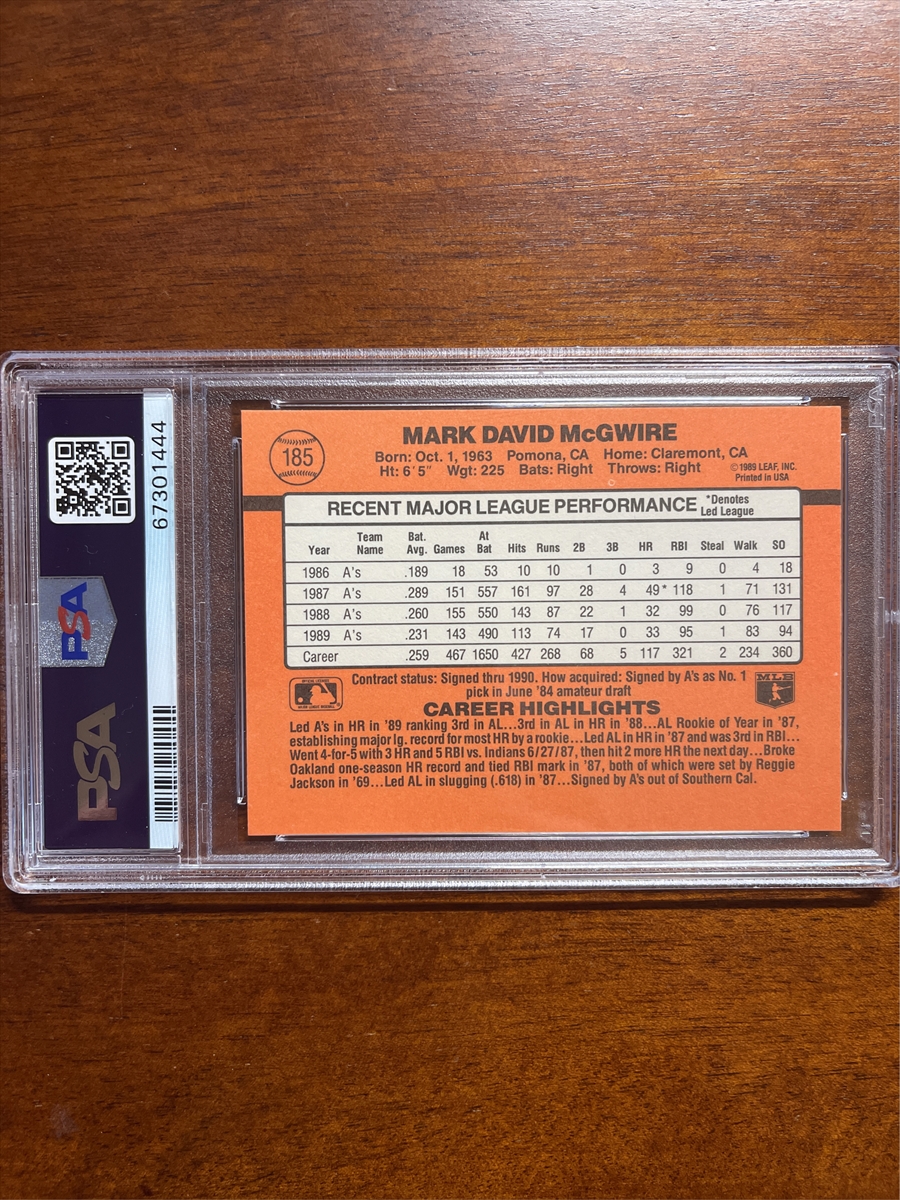 67301444
PSA
PSA
185
MARK DAVID McGWIRE
Born: Oct. 1, 1963 Pomona, CA Home: Claremont, CA
Ht: 6' 5" Wgt: 225 Bats: Right Throws: Right
©1989 LEAF, INC.
Printed in USA
RECENT MAJOR LEAGUE PERFORMANCE *Denotes
Led League
Year Team Name Bat. Avg. Games At Bat Hits Runs 2B 3B HR RBI Steal Walk SO
1986 A's .189 18 53 10 10 1 0 3 9 0 4 18
1987 A's .289 151 557 161 97 28 4 49* 118 1 71 131
1988 A's .260 155 550 143 87 22 1 32 99 0 76 117
1989 A's .231 143 490 113 74 17 0 33 95 1 83 94
Career .259 467 1650 427 268 68 5 117 321 2 234 360
Contract status: Signed thru 1990. How acquired: Signed by A's as No. 1
pick in June '84 amateur draft
MLB
CAREER HIGHLIGHTS
Led A's in HR in '89 ranking 3rd in AL...3rd in AL in HR in '88...AL Rookie of Year in '87,
establishing major lg. record for most HR by a rookie...Led AL in HR in '87 and was 3rd in RBI...
Went 4-for-5 with 3 HR and 5 RBI vs. Indians 6/27/87, then hit 2 more HR the next day...Broke
Oakland one-season HR record and tied RBI mark in '87, both of which were set by Reggie
Jackson in '69...Led AL in slugging (.618) in '87...Signed by A's out of Southern Cal.